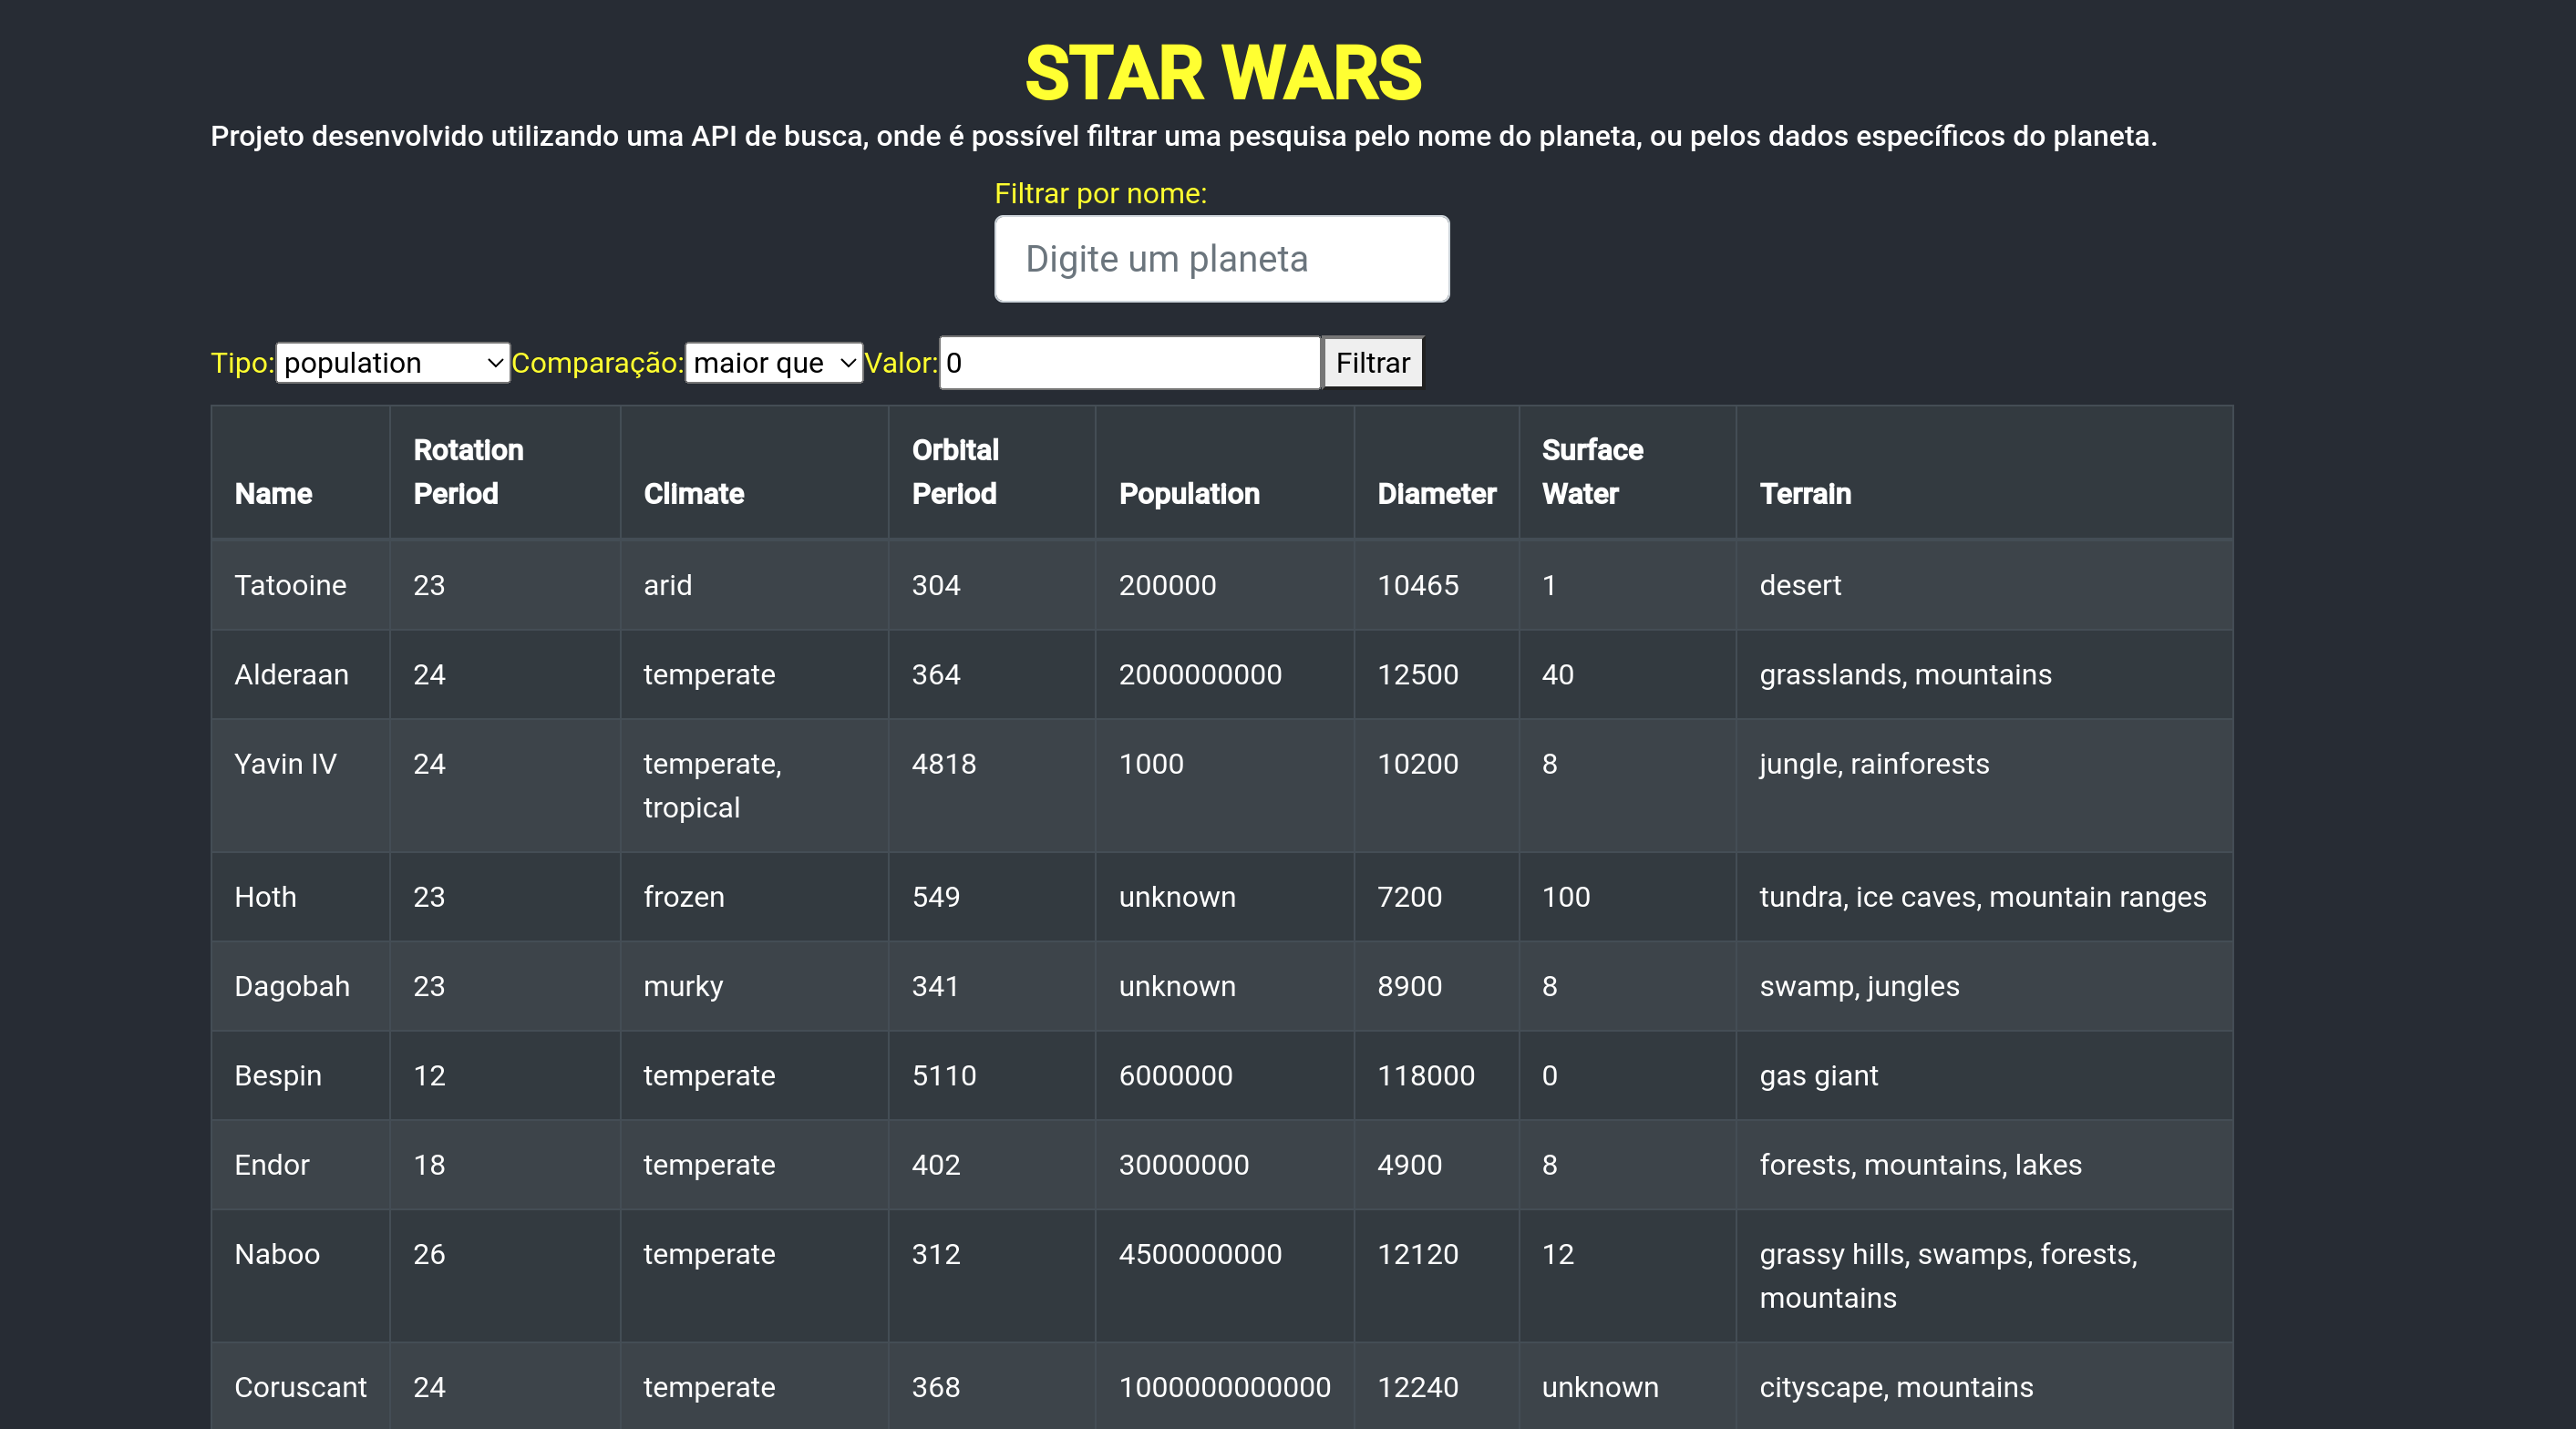 STAR WARS
Projeto desenvolvido utilizando uma API de busca, onde é possível filtrar uma pesquisa pelo nome do planeta, ou pelos dados específicos do planeta.
Filtrar por nome:
Digite um planeta
Tipo: population Comparação: maior que Valor: 0 Filtrar
Name Rotation Period Climate Orbital Period Population Diameter Surface Water Terrain
Tatooine 23 arid 304 200000 10465 1 desert
Alderaan 24 temperate 364 2000000000 12500 40 grasslands, mountains
Yavin IV 24 temperate, tropical 4818 1000 10200 8 jungle, rainforests
Hoth 23 frozen 549 unknown 7200 100 tundra, ice caves, mountain ranges
Dagobah 23 murky 341 unknown 8900 8 swamp, jungles
Bespin 12 temperate 5110 6000000 118000 0 gas giant
Endor 18 temperate 402 30000000 4900 8 forests, mountains, lakes
Naboo 26 temperate 312 4500000000 12120 12 grassy hills, swamps, forests, mountains
Coruscant 24 temperate 368 1000000000000 12240 unknown cityscape, mountains